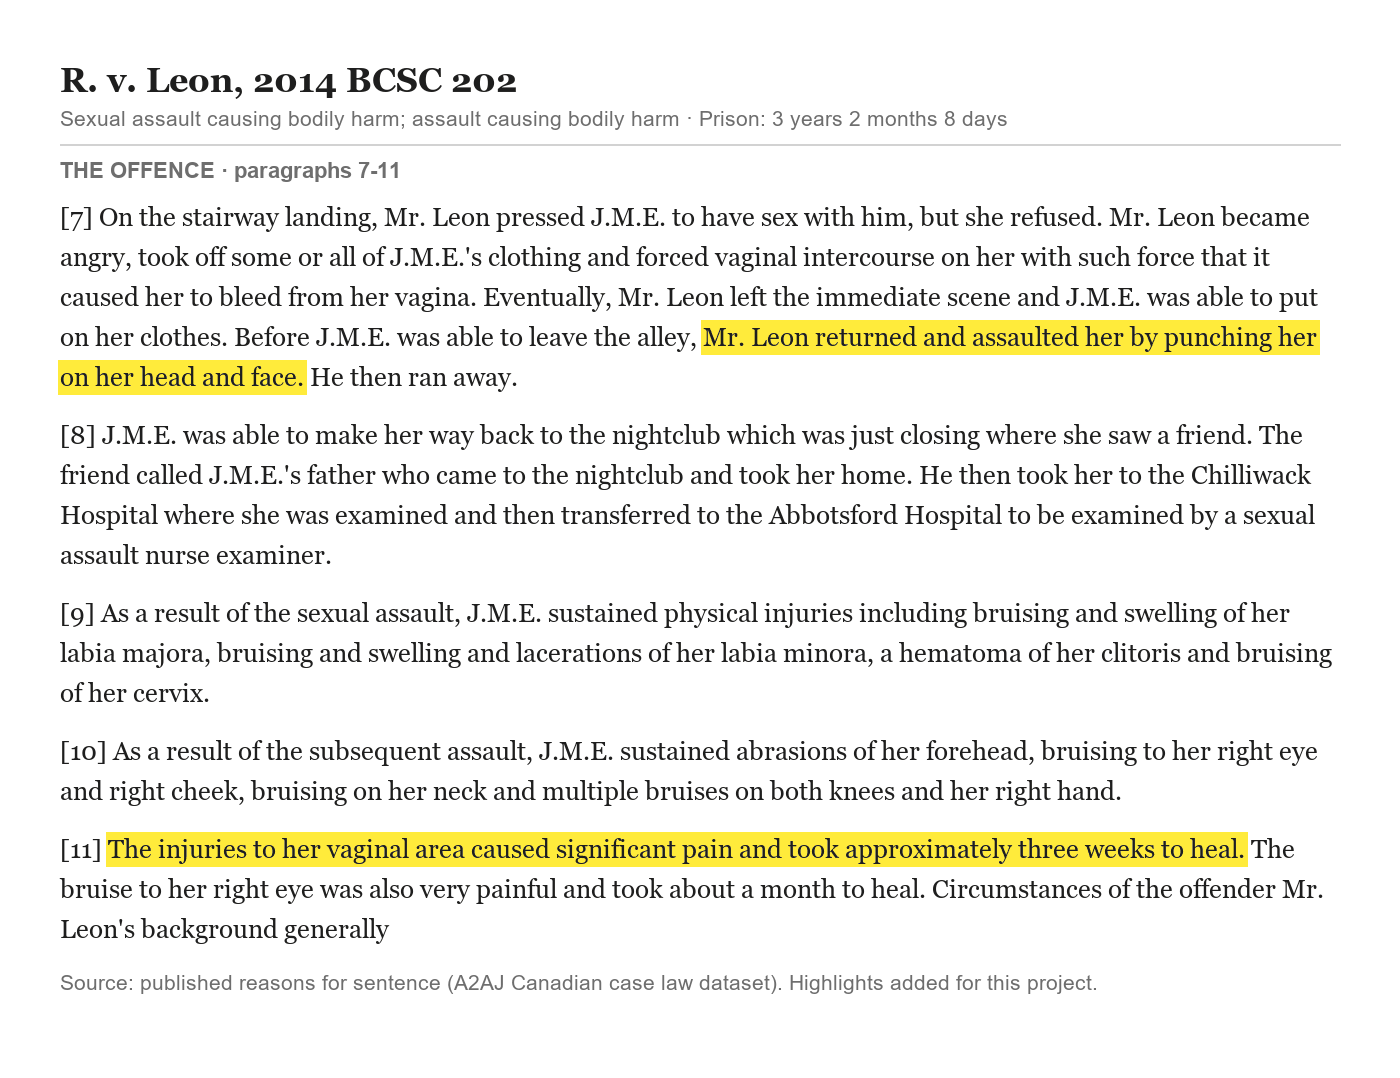 R. v. Leon, 2014 BCSC 202
Sexual assault causing bodily harm; assault causing bodily harm · Prison: 3 years 2 months 8 days
THE OFFENCE · paragraphs 7-11
[7] On the stairway landing, Mr. Leon pressed J.M.E. to have sex with him, but she refused. Mr. Leon became
angry, took off some or all of J.M.E.'s clothing and forced vaginal intercourse on her with such force that it
caused her to bleed from her vagina. Eventually, Mr. Leon left the immediate scene and J.M.E. was able to put
on her clothes. Before J.M.E. was able to leave the alley, Mr. Leon returned and assaulted her by punching her
on her head and face. He then ran away.
[8] J.M.E. was able to make her way back to the nightclub which was just closing where she saw a friend. The
friend called J.M.E.'s father who came to the nightclub and took her home. He then took her to the Chilliwack
Hospital where she was examined and then transferred to the Abbotsford Hospital to be examined by a sexual
assault nurse examiner.
[9] As a result of the sexual assault, J.M.E. sustained physical injuries including bruising and swelling of her
labia majora, bruising and swelling and lacerations of her labia minora, a hematoma of her clitoris and bruising
of her cervix.
[10] As a result of the subsequent assault, J.M.E. sustained abrasions of her forehead, bruising to her right eye
and right cheek, bruising on her neck and multiple bruises on both knees and her right hand.
[11] The injuries to her vaginal area caused significant pain and took approximately three weeks to heal. The
bruise to her right eye was also very painful and took about a month to heal. Circumstances of the offender Mr.
Leon's background generally
Source: published reasons for sentence (A2AJ Canadian case law dataset). Highlights added for this project.